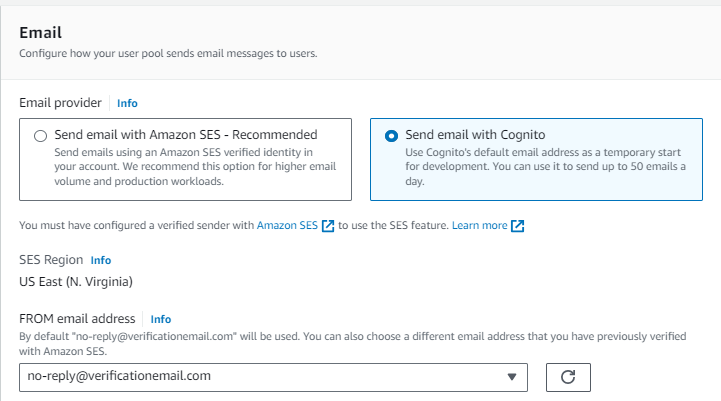 Email
Configure how your user pool sends email messages to users.
Email provider Info
Send email with Amazon SES - Recommended
Send emails using an Amazon SES verified identity in
your account. We recommend this option for higher email
volume and production workloads.
Send email with Cognito
Use Cognito's default email address as a temporary start
for development. You can use it to send up to 50 emails a
day.
You must have configured a verified sender with Amazon SES to use the SES feature. Learn more
SES Region Info
US East (N. Virginia)
FROM email address Info
By default "no-reply@verificationemail.com" will be used. You can also choose a different email address that you have previously verified
with Amazon SES.
no-reply@verificationemail.com